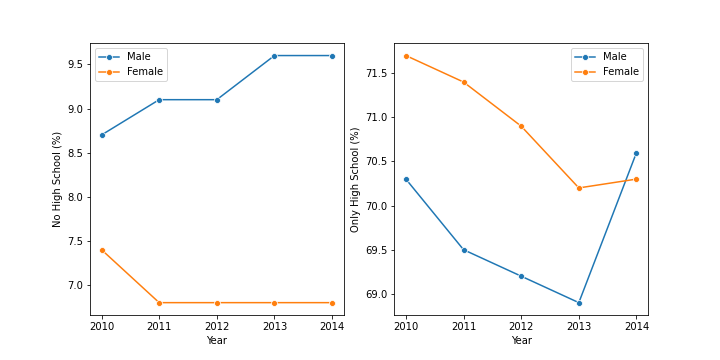 Male
Female
9.5
9.0
8.5
8.0
7.5
7.0
No High School (%)
2010 2011 2012 2013 2014
Year
Male
Female
71.5
71.0
70.5
70.0
69.5
69.0
Only High School (%)
2010 2011 2012 2013 2014
Year